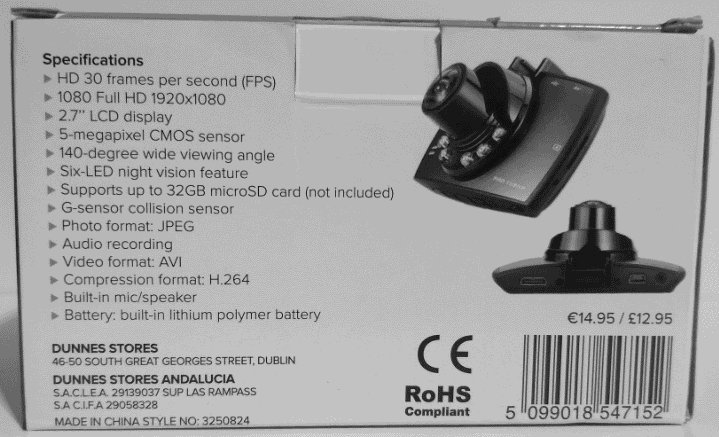 Specifications
▸ HD 30 frames per second (FPS)
▸ 1080 Full HD 1920x1080
▸ 2.7" LCD display
▸ 5-megapixel CMOS sensor
▸ 140-degree wide viewing angle
▸ Six-LED night vision feature
▸ Supports up to 32GB microSD card (not included)
▸ G-sensor collision sensor
▸ Photo format: JPEG
▸ Audio recording
▸ Video format: AVI
▸ Compression format: H.264
▸ Built-in mic/speaker
▸ Battery: built-in lithium polymer battery
€14.95 / £12.95
DUNNES STORES
46-50 SOUTH GREAT GEORGES STREET, DUBLIN
DUNNES STORES ANDALUCIA
S.A.C.L.E.A. 29139037 SUP LAS RAMPASS
S.A C.I.F.A 29058328
MADE IN CHINA STYLE NO: 3250824
CE
RoHS
Compliant
5 099018 547152